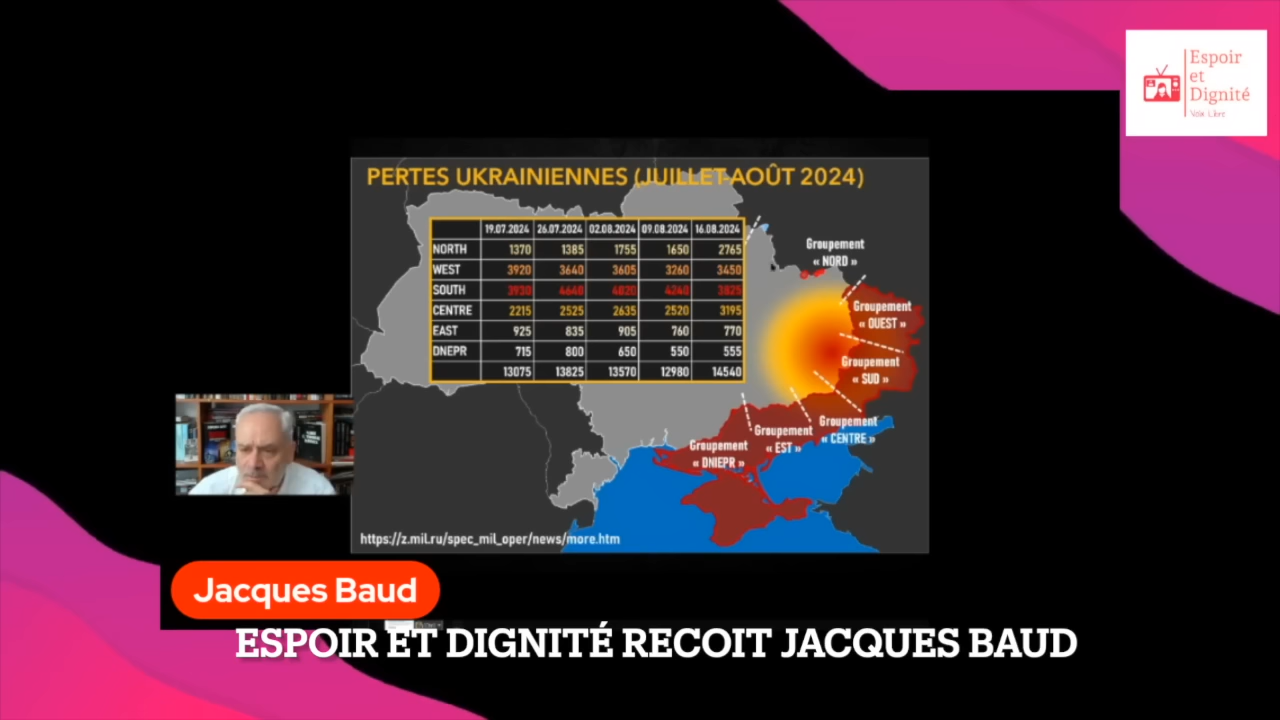 Espoir
et
Dignité
Voix Libre
PERTES UKRAINIENNES (JUILLET-AOÛT 2024)
19.07.2024 26.07.2024 02.08.2024 09.08.2024 16.08.2024
NORTH 1370 1385 1755 1650 2765
WEST 3920 3640 3605 3260 3450
SOUTH 3930 4640 4020 4240 3825
CENTRE 2215 2525 2635 2520 3195
EAST 925 835 905 760 770
DNEPR 715 800 650 550 555
13075 13825 13570 12980 14540
Groupement
« NORD »
Groupement
« OUEST »
Groupement
« SUD »
Groupement
« CENTRE »
Groupement
« EST »
Groupement
« DNIEPR »
https://z.mil.ru/spec_mil_oper/news/more.htm
Jacques Baud
ESPOIR ET DIGNITÉ RECOIT JACQUES BAUD